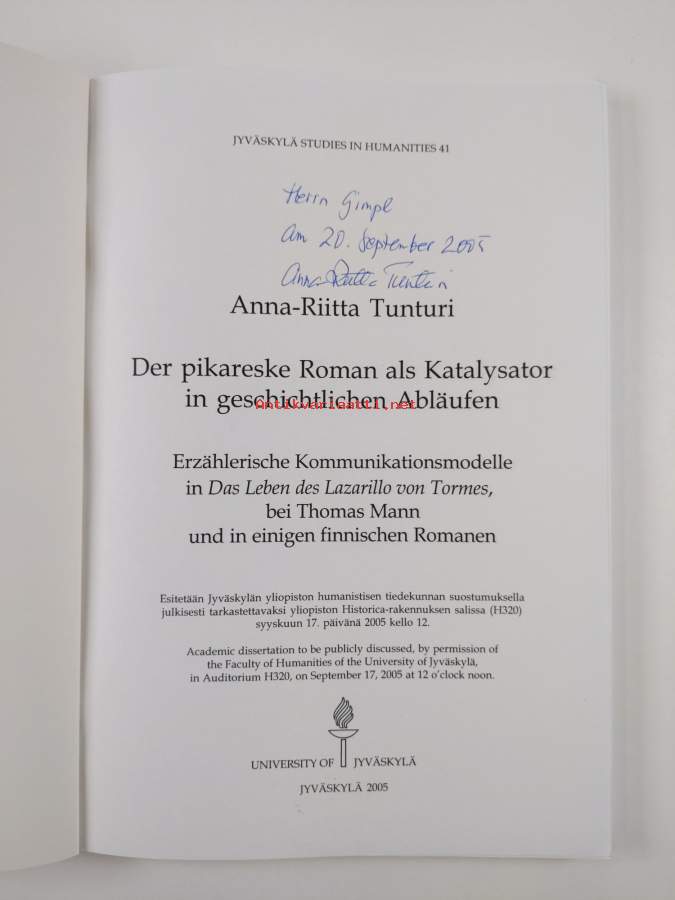 JYVÄSKYLÄ STUDIES IN HUMANITIES 41
Herrn Gimpl
Am 20. September 2005
Anna-Riitta Tunturi
Anna-Riitta Tunturi
Der pikareske Roman als Katalysator
in geschichtlichen Abläufen
Antikvariaatti.net
Erzählerische Kommunikationsmodelle
in Das Leben des Lazarillo von Tormes,
bei Thomas Mann
und in einigen finnischen Romanen
Esitetään Jyväskylän yliopiston humanistisen tiedekunnan suostumuksella
julkisesti tarkastettavaksi yliopiston Historica-rakennuksen salissa (H320)
syyskuun 17. päivänä 2005 kello 12.
Academic dissertation to be publicly discussed, by permission of
the Faculty of Humanities of the University of Jyväskylä,
in Auditorium H320, on September 17, 2005 at 12 o'clock noon.
UNIVERSITY OF JYVÄSKYLÄ
JYVÄSKYLÄ 2005